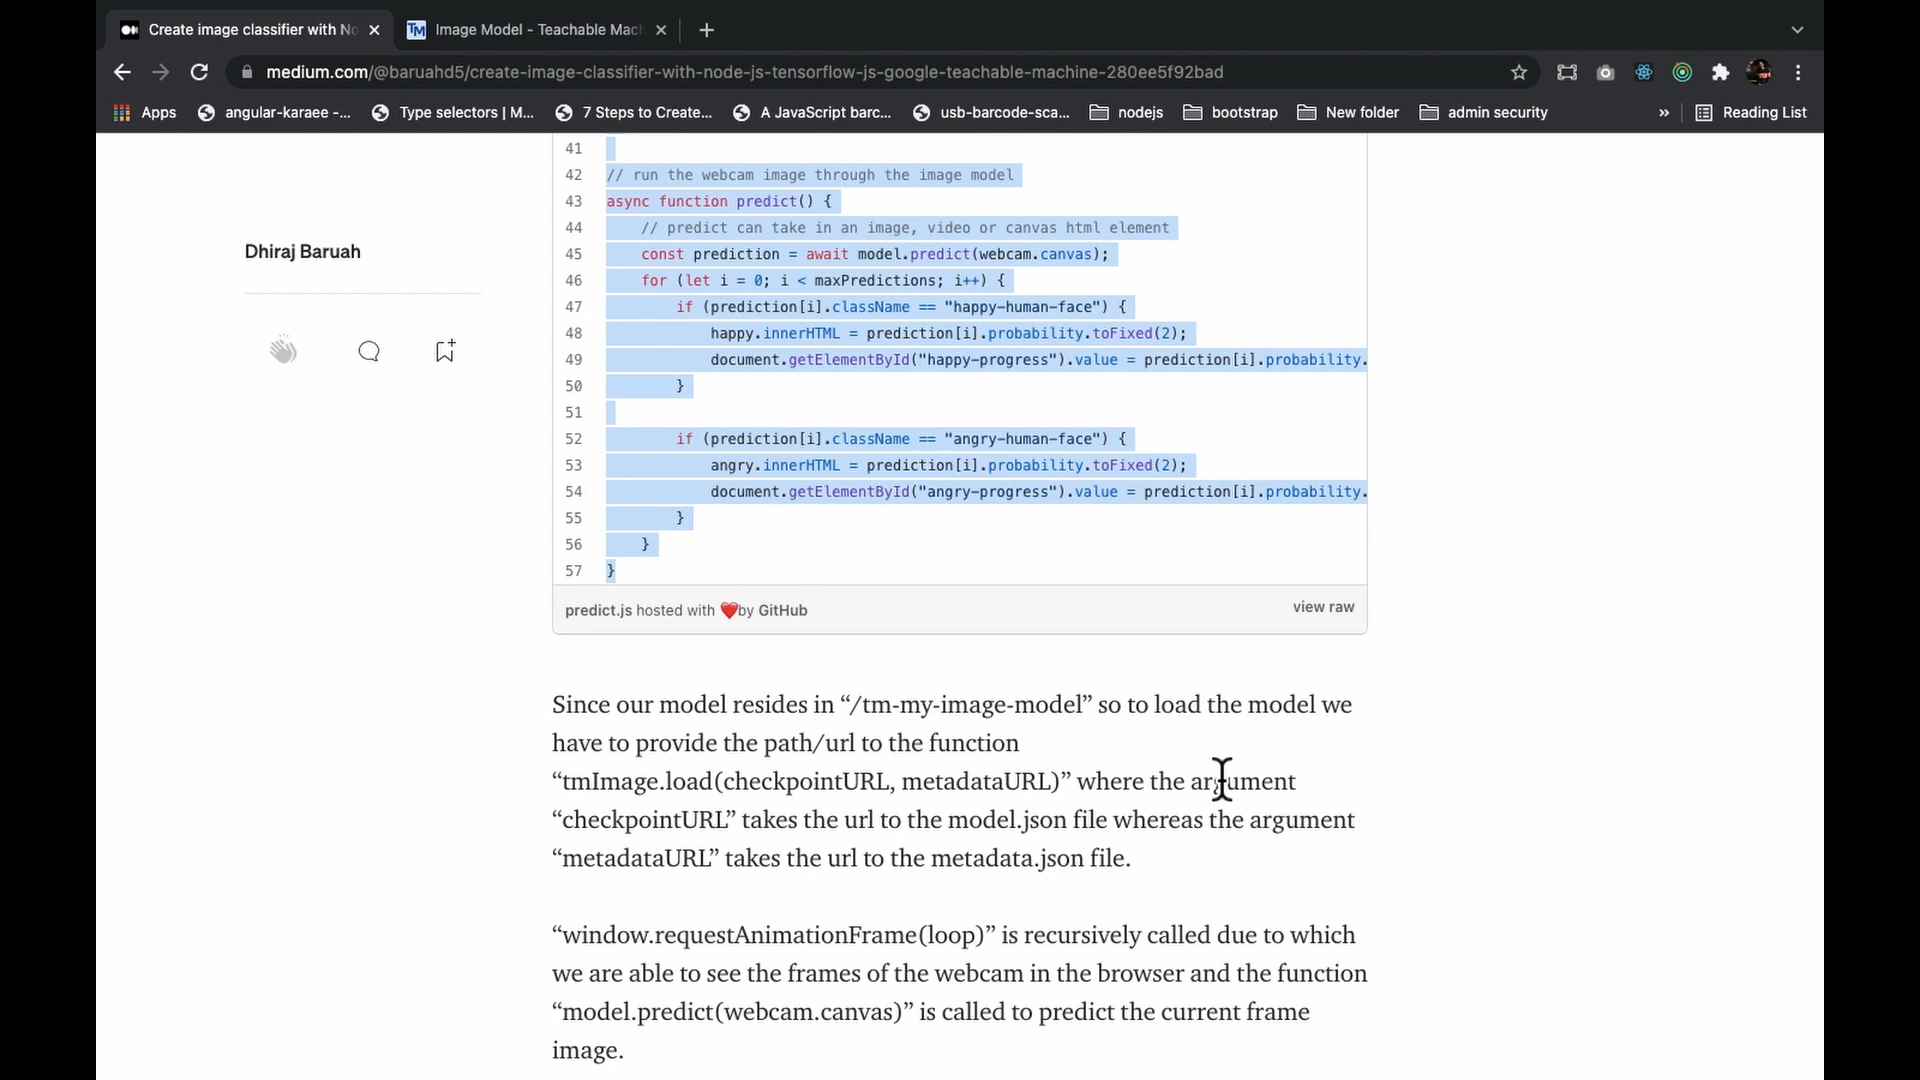 Create image classifier with No
Image Model - Teachable Mach
medium.com/@baruahd5/create-image-classifier-with-node-js-tensorflow-js-google-teachable-machine-280ee5f92bad
Apps
angular-karaee -...
Type selectors | M...
7 Steps to Create...
A JavaScript barc...
usb-barcode-sca...
nodejs
bootstrap
New folder
admin security
»
Reading List
Dhiraj Baruah
41
42 // run the webcam image through the image model
43 async function predict() {
44 // predict can take in an image, video or canvas html element
45 const prediction = await model.predict(webcam.canvas);
46 for (let i = 0; i < maxPredictions; i++) {
47 if (prediction[i].className == "happy-human-face") {
48 happy.innerHTML = prediction[i].probability.toFixed(2);
49 document.getElementById("happy-progress").value = prediction[i].probability.
50 }
51
52 if (prediction[i].className == "angry-human-face") {
53 angry.innerHTML = prediction[i].probability.toFixed(2);
54 document.getElementById("angry-progress").value = prediction[i].probability.
55 }
56 }
57 }
predict.js hosted with ❤️by GitHub
view raw
Since our model resides in “/tm-my-image-model” so to load the model we
have to provide the path/url to the function
“tmImage.load(checkpointURL, metadataURL)” where the argument
“checkpointURL” takes the url to the model.json file whereas the argument
“metadataURL” takes the url to the metadata.json file.
“window.requestAnimationFrame(loop)” is recursively called due to which
we are able to see the frames of the webcam in the browser and the function
“model.predict(webcam.canvas)” is called to predict the current frame
image.